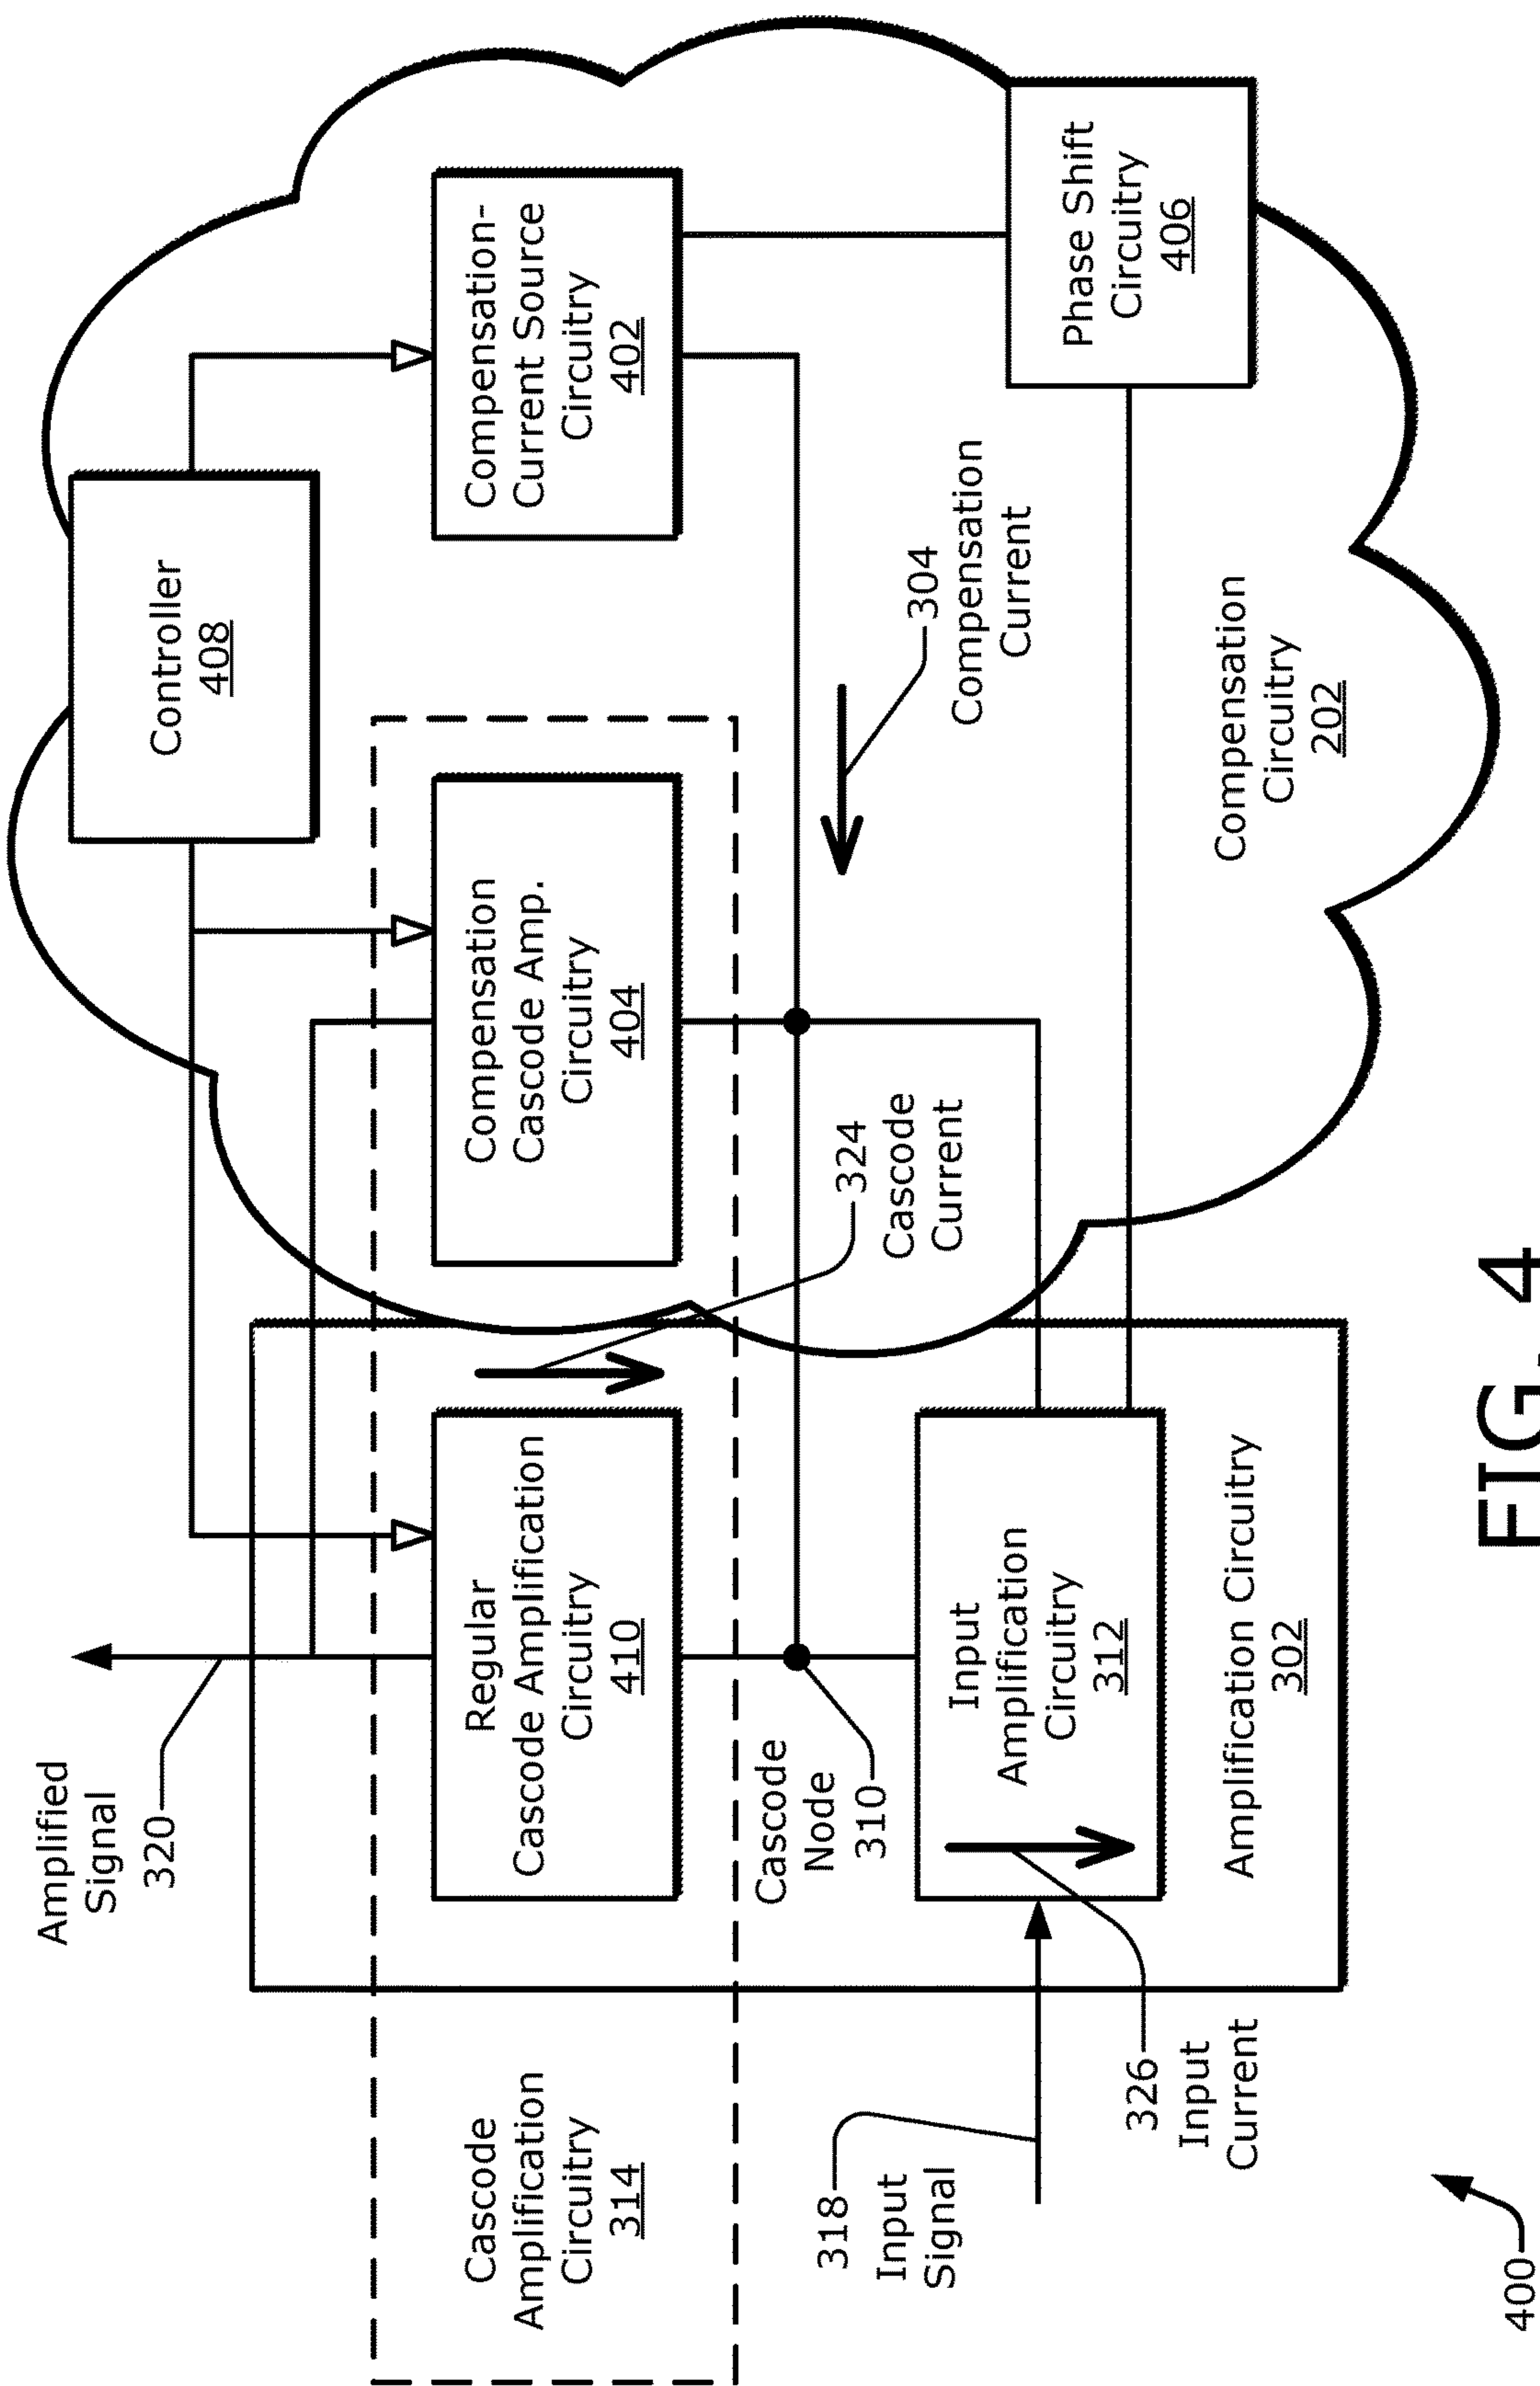 Amplified
Signal
320
Controller
408
Cascode
Amplification
Circuitry
314
Regular
Cascode Amplification
Circuitry
410
Compensation
Cascode Amp.
Circuitry
404
Compensation-
Current Source
Circuitry
402
324
Cascode
Current
304
Compensation
Current
Cascode
Node
310
318
Input
Signal
Input
Amplification
Circuitry
312
Phase Shift
Circuitry
406
326
Input
Current
Amplification Circuitry
302
Compensation
Circuitry
202
400
FIG. 4